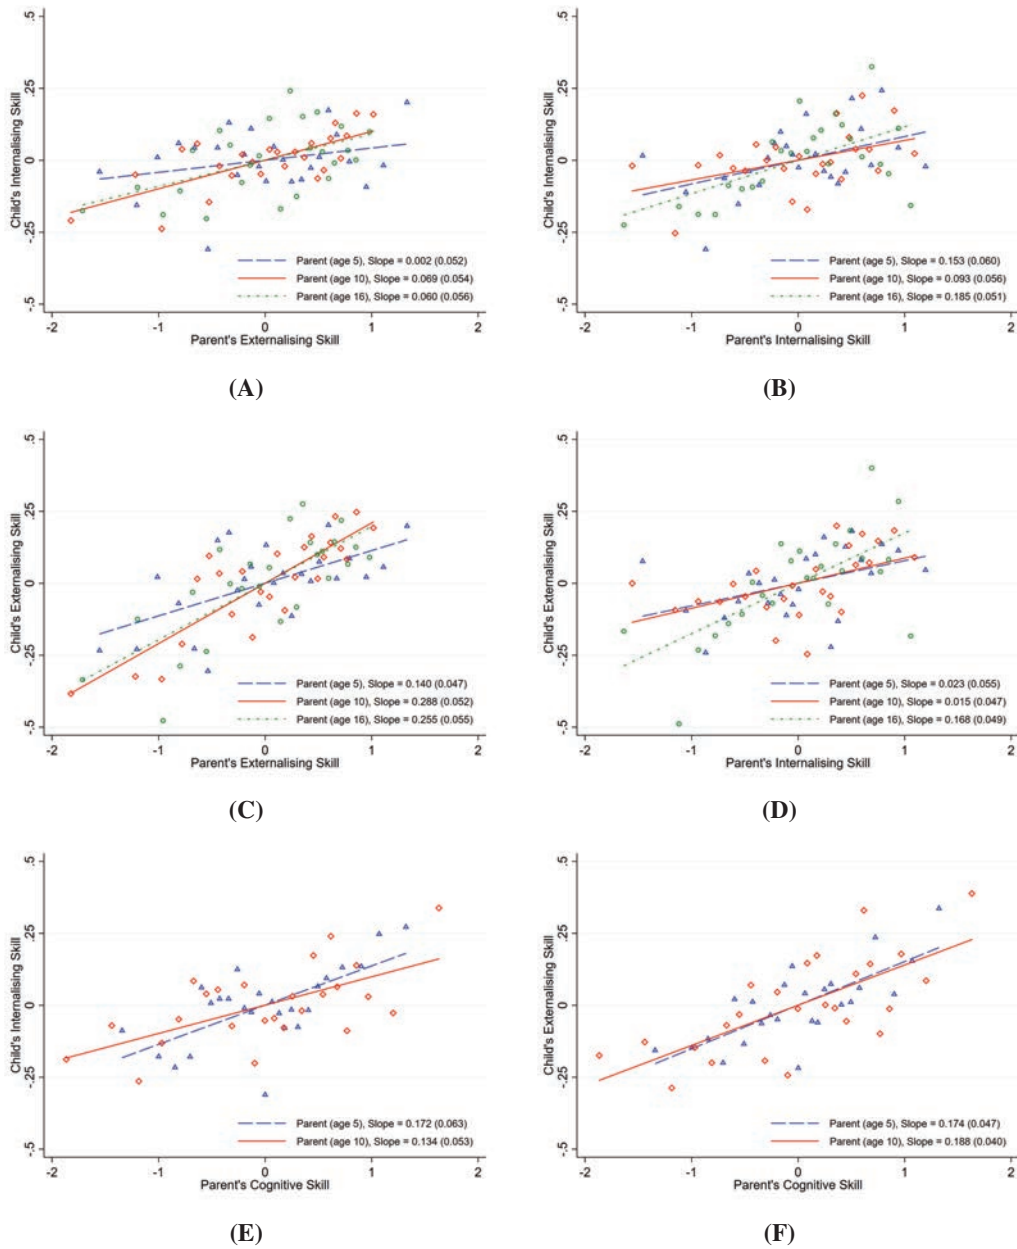 Child's Internalising Skill
.5
.25
0
-.25
-.5
Parent (age 5), Slope = 0.002 (0.052)
Parent (age 10), Slope = 0.069 (0.054)
Parent (age 16), Slope = 0.060 (0.056)
-2 -1 0 1 2
Parent's Externalising Skill
(A)
Child's Internalising Skill
.5
.25
0
-.25
-.5
Parent (age 5), Slope = 0.153 (0.060)
Parent (age 10), Slope = 0.093 (0.056)
Parent (age 16), Slope = 0.185 (0.051)
-2 -1 0 1 2
Parent's Internalising Skill
(B)
Child's Externalising Skill
.5
.25
0
-.25
-.5
Parent (age 5), Slope = 0.140 (0.047)
Parent (age 10), Slope = 0.288 (0.052)
Parent (age 16), Slope = 0.255 (0.055)
-2 -1 0 1 2
Parent's Externalising Skill
(C)
Child's Externalising Skill
.5
.25
0
-.25
-.5
Parent (age 5), Slope = 0.023 (0.055)
Parent (age 10), Slope = 0.015 (0.047)
Parent (age 16), Slope = 0.168 (0.049)
-2 -1 0 1 2
Parent's Internalising Skill
(D)
Child's Internalising Skill
.5
.25
0
-.25
-.5
Parent (age 5), Slope = 0.172 (0.063)
Parent (age 10), Slope = 0.134 (0.053)
-2 -1 0 1 2
Parent's Cognitive Skill
(E)
Child's Externalising Skill
.5
.25
0
-.25
-.5
Parent (age 5), Slope = 0.174 (0.047)
Parent (age 10), Slope = 0.188 (0.040)
-2 -1 0 1 2
Parent's Cognitive Skill
(F)